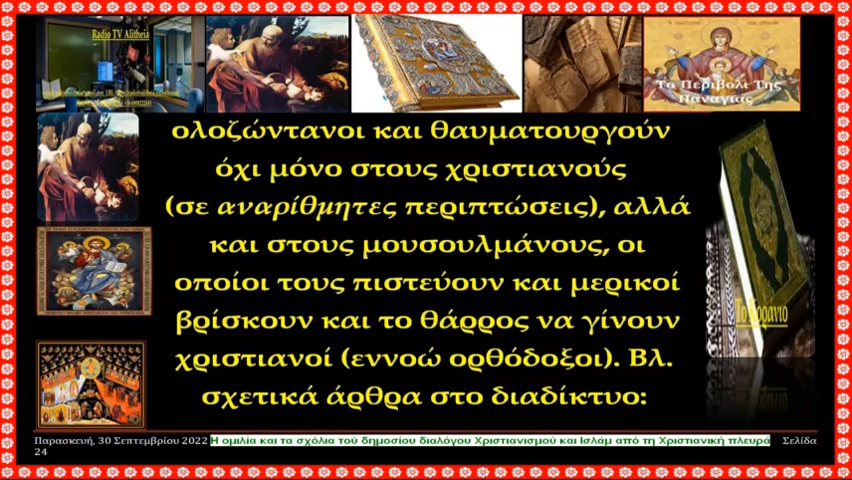 Radio TV Alitheia
Το Περιβολι Της
Παναγιας
ολοζώντανοι και θαυματουργούν
όχι μόνο στους χριστιανούς
(σε αναρίθμητες περιπτώσεις), αλλά
και στους μουσουλμάνους, οι
οποίοι τους πιστεύουν και μερικοί
βρίσκουν και το θάρρος να γίνουν
χριστιανοί (εννοώ ορθόδοξοι). Βλ.
σχετικά άρθρα στο διαδίκτυο:
Το Κοράνιο
Παρασκευή, 30 Σεπτεμβρίου 2022 Η ομιλία και τα σχόλια τού δημοσίου διαλόγου Χριστιανισμού και Ισλάμ από τη Χριστιανική πλευρά Σελίδα
24